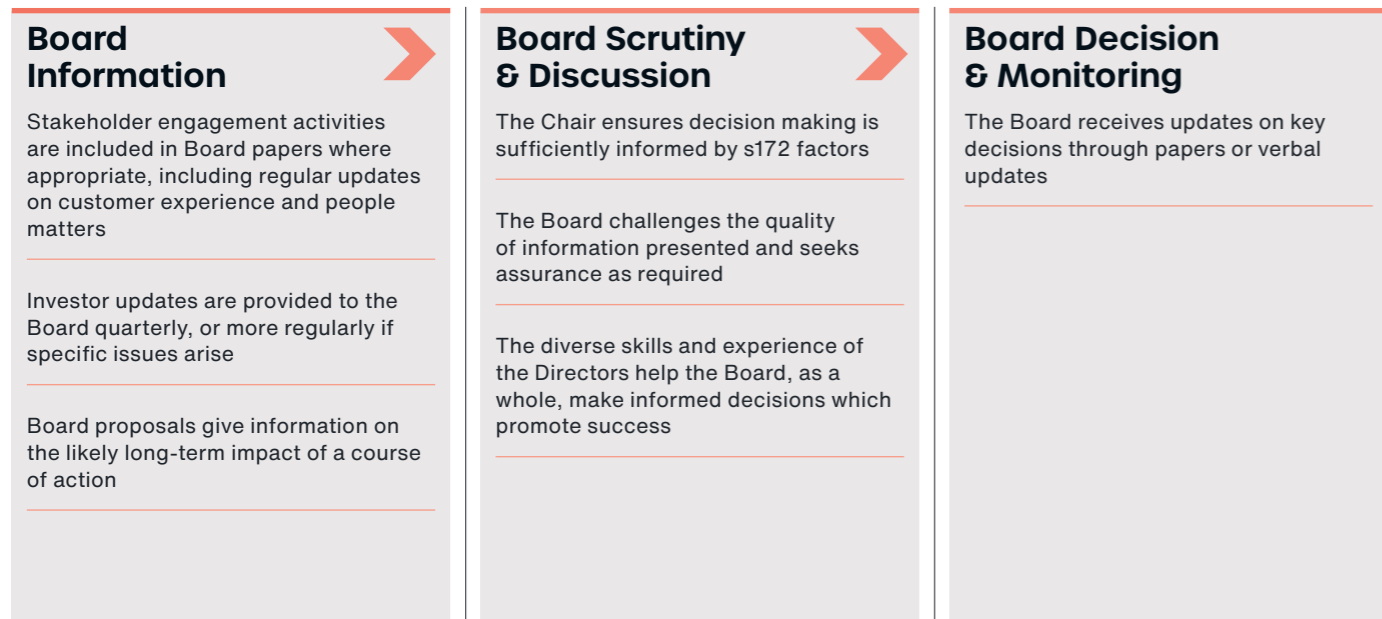 Board
Information
Stakeholder engagement activities
are included in Board papers where
appropriate, including regular updates
on customer experience and people
matters
Investor updates are provided to the
Board quarterly, or more regularly if
specific issues arise
Board proposals give information on
the likely long-term impact of a course
of action
Board Scrutiny
& Discussion
The Chair ensures decision making is
sufficiently informed by s172 factors
The Board challenges the quality
of information presented and seeks
assurance as required
The diverse skills and experience of
the Directors help the Board, as a
whole, make informed decisions which
promote success
Board Decision
& Monitoring
The Board receives updates on key
decisions through papers or verbal
updates